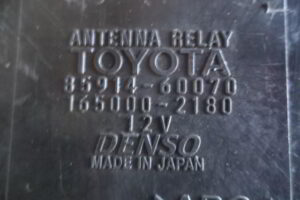 ANTENNA RELAY
TOYOTA
85914-60070
165000-2180
12V
DENSO
MADE IN JAPAN